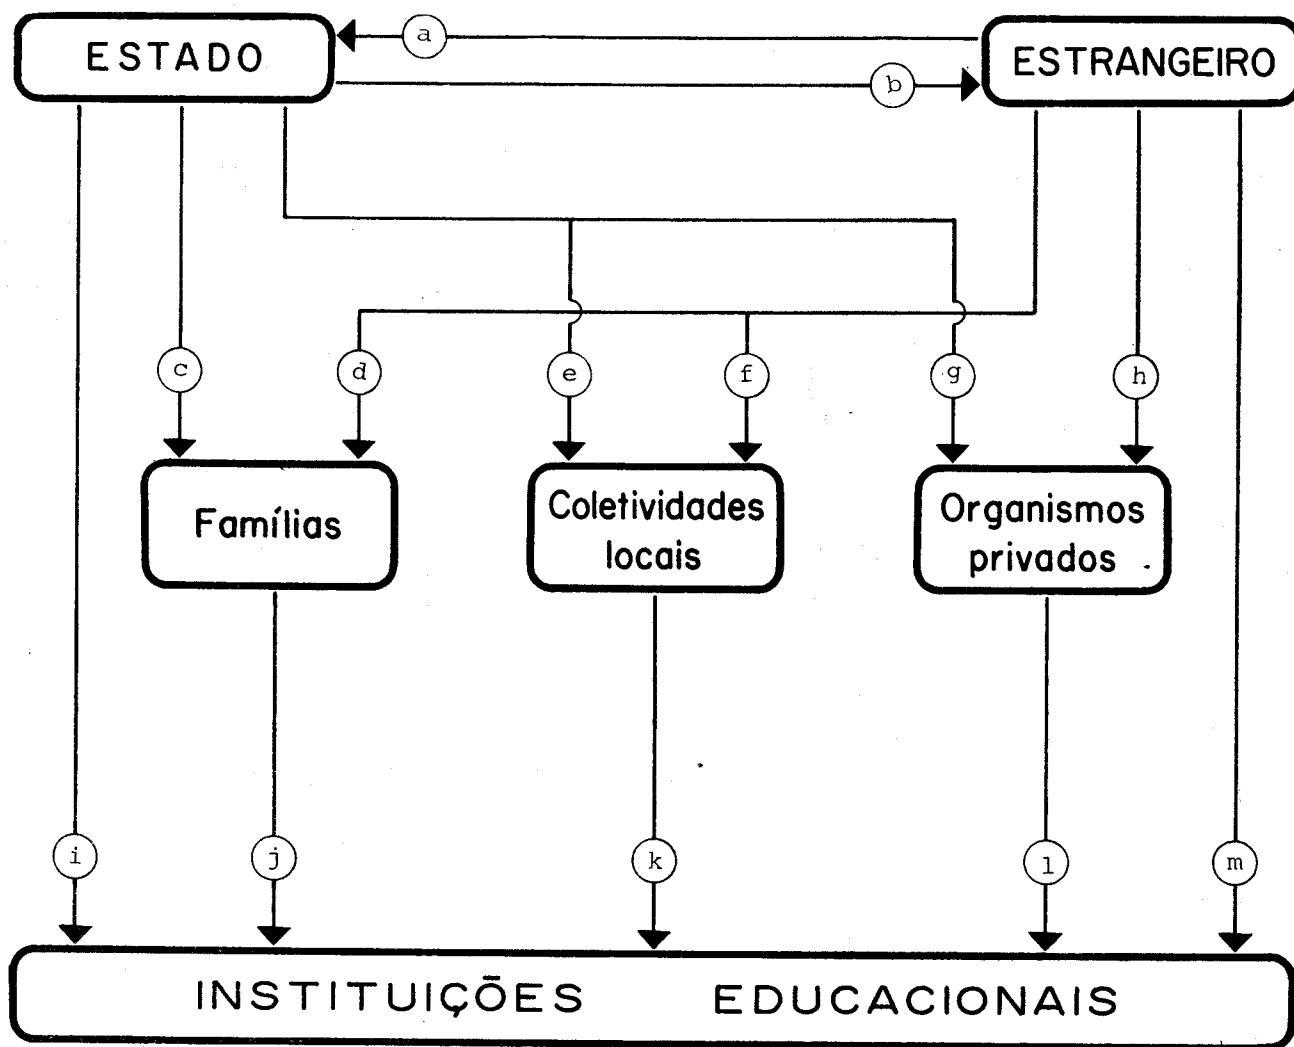 ESTADO
a
ESTRANGEIRO
b
c
d
e
f
g
h
Famílias
Coletividades
locais
Organismos
privados
i
j
k
l
m
INSTITUIÇÕES EDUCACIONAIS